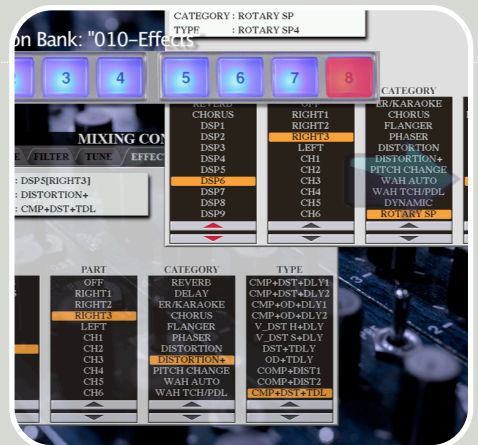 CATEGORY : ROTARY SP
TYPE : ROTARY SP4
on Bank: "010-Effects
3 4 5 6 7 8
CATEGORY
REVERB OFF ER/KARAOKE
CHORUS RIGHT1 CHORUS
DSP1 RIGHT2 FLANGER
DSP2 RIGHT3 PHASER
DSP3 LEFT DISTORTION
DSP4 CH1 DISTORTION+
DSP5 CH2 PITCH CHANGE
DSP6 CH3 WAH AUTO
DSP7 CH4 WAH TCH/PDL
DSP8 CH5 DYNAMIC
DSP9 CH6 ROTARY SP
MIXING CON
FILTER TUNE EFFECT
: DSP5[RIGHT3]
: DISTORTION+
: CMP+DST+TDL
PART CATEGORY TYPE
OFF REVERB CMP+DST+DLY1
RIGHT1 DELAY CMP+DST+DLY2
RIGHT2 ER/KARAOKE CMP+OD+DLY1
RIGHT3 CHORUS CMP+OD+DLY2
LEFT FLANGER V_DST H+DLY
CH1 PHASER V_DST S+DLY
CH2 DISTORTION DST+TDLY
CH3 DISTORTION+ OD+TDLY
CH4 PITCH CHANGE COMP+DIST1
CH5 WAH AUTO COMP+DIST2
CH6 WAH TCH/PDL CMP+DST+TDL